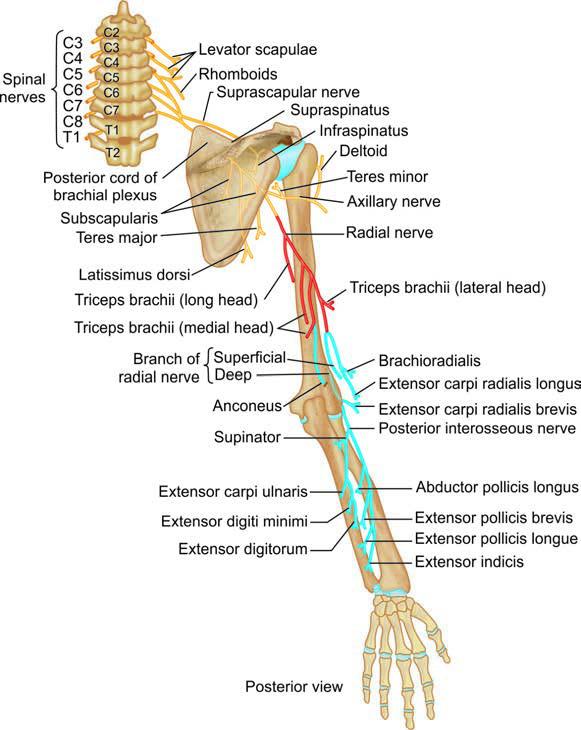 C2
C3
C4
C5
C6
C7
T1
T2
C3
C4
C5
C6
C7
C8
T1
Spinal
nerves
Levator scapulae
Rhomboids
Suprascapular nerve
Supraspinatus
Infraspinatus
Deltoid
Teres minor
Axillary nerve
Radial nerve
Posterior cord of
brachial plexus
Subscapularis
Teres major
Latissimus dorsi
Triceps brachii (long head)
Triceps brachii (lateral head)
Triceps brachii (medial head)
Branch of
radial nerve
Superficial
Deep
Brachioradialis
Extensor carpi radialis longus
Anconeus
Extensor carpi radialis brevis
Posterior interosseous nerve
Supinator
Extensor carpi ulnaris
Abductor pollicis longus
Extensor digiti minimi
Extensor pollicis brevis
Extensor pollicis longue
Extensor digitorum
Extensor indicis
Posterior view